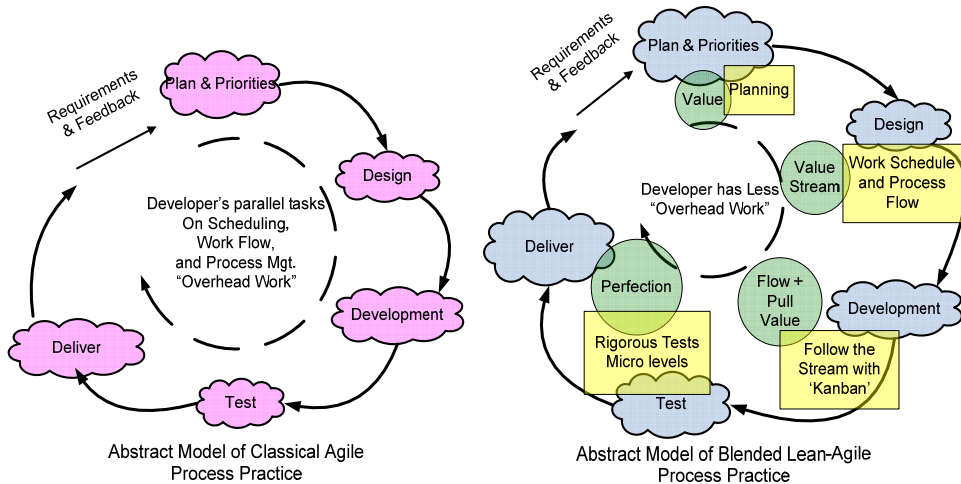 Requirements
& Feedback
Plan & Priorities
Design
Developer's parallel tasks
On Scheduling,
Work Flow,
and Process Mgt.
“Overhead Work”
Development
Deliver
Test
Abstract Model of Classical Agile
Process Practice
Requirements
& Feedback
Plan & Priorities
Value
Planning
Design
Value
Stream
Work Schedule
and Process
Flow
Developer has Less
“Overhead Work”
Deliver
Perfection
Flow +
Pull
Value
Development
Rigorous Tests
Micro levels
Follow the
Stream with
‘Kanban’
Test
Abstract Model of Blended Lean-Agile
Process Practice